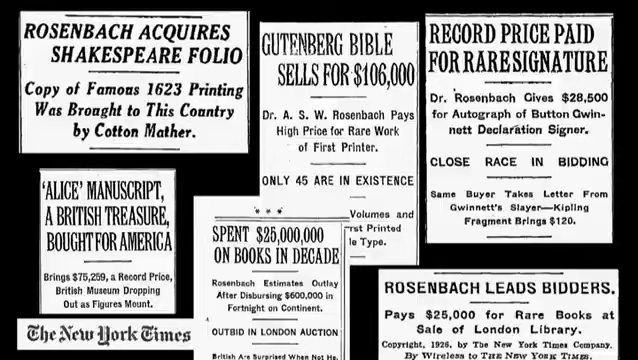 ROSENBACH ACQUIRES
SHAKESPEARE FOLIO
Copy of Famous 1623 Printing
Was Brought to This Country
by Cotton Mather.
GUTENBERG BIBLE
SELLS FOR $106,000
Dr. A. S. W. Rosenbach Pays
High Price for Rare Work
of First Printer.
ONLY 45 ARE IN EXISTENCE
Volumes and
Printed
Type.
RECORD PRICE PAID
FOR RARE SIGNATURE
Dr. Rosenbach Gives $28,500
for Autograph of Button Gwin-
nett Declaration Signer.
CLOSE RACE IN BIDDING
Same Buyer Takes Letter From
Gwinnett's Slayer—Kipling
Fragment Brings $120.
'ALICE' MANUSCRIPT,
A BRITISH TREASURE,
BOUGHT FOR AMERICA
Brings $75,259, a Record Price,
British Museum Dropping
Out as Figures Mount.
* * *
SPENT $25,000,000
ON BOOKS IN DECADE
Rosenbach Estimates Outlay
After Disbursing $600,000 in
Fortnight on Continent.
OUTBID IN LONDON AUCTION
British Are Surprised When Not He,
ROSENBACH LEADS BIDDERS.
Pays $25,000 for Rare Books at
Sale of London Library.
Copyright, 1926, by The New York Times Company.
By Wireless to THE NEW YORK TIMES.
The New York Times